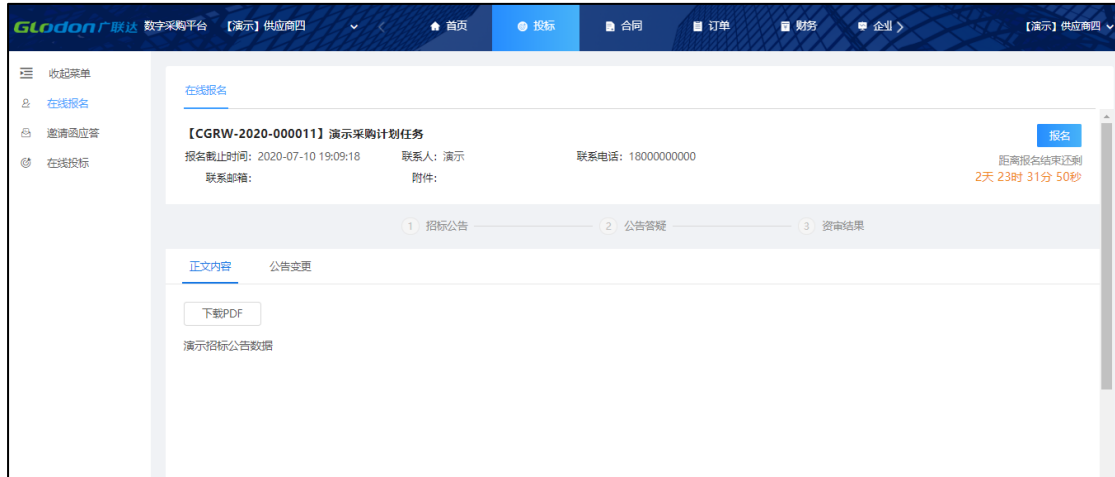 GLodon广联达 数字采购平台 【演示】供应商四 首页 投标 合同 订单 财务 企业 【演示】供应商四
收起菜单
在线报名
邀请函应答
在线投标
在线报名
【CGRW-2020-000011】演示采购计划任务
报名
报名截止时间：2020-07-10 19:09:18 联系人：演示 联系电话：18000000000
距离报名结束还剩
联系邮箱： 附件：
2天 23时 31分 50秒
1 招标公告 2 公告答疑 3 资审结果
正文内容 公告变更
下载PDF
演示招标公告数据